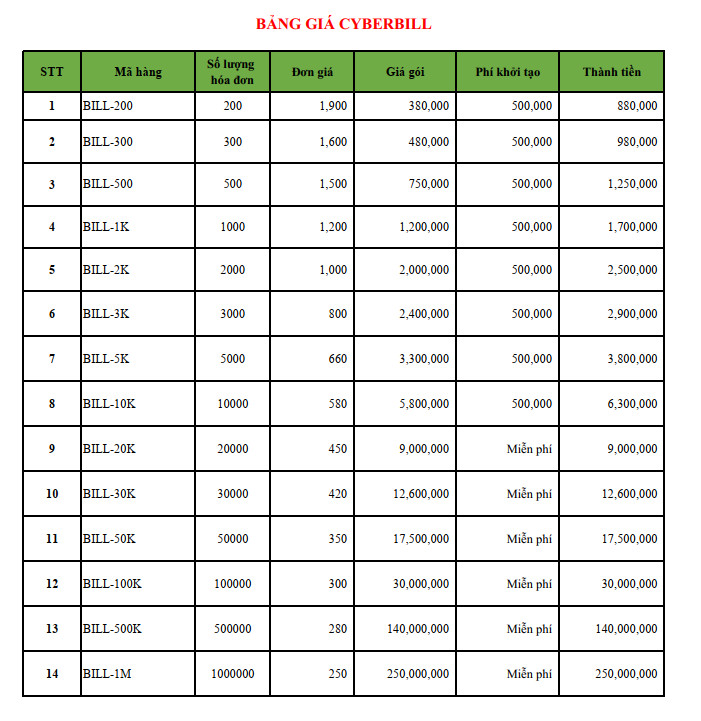 BẢNG GIÁ CYBERBILL
STT Mã hàng Số lượng hóa đơn Đơn giá Giá gói Phí khởi tạo Thành tiền
1 BILL-200 200 1,900 380,000 500,000 880,000
2 BILL-300 300 1,600 480,000 500,000 980,000
3 BILL-500 500 1,500 750,000 500,000 1,250,000
4 BILL-1K 1000 1,200 1,200,000 500,000 1,700,000
5 BILL-2K 2000 1,000 2,000,000 500,000 2,500,000
6 BILL-3K 3000 800 2,400,000 500,000 2,900,000
7 BILL-5K 5000 660 3,300,000 500,000 3,800,000
8 BILL-10K 10000 580 5,800,000 500,000 6,300,000
9 BILL-20K 20000 450 9,000,000 Miễn phí 9,000,000
10 BILL-30K 30000 420 12,600,000 Miễn phí 12,600,000
11 BILL-50K 50000 350 17,500,000 Miễn phí 17,500,000
12 BILL-100K 100000 300 30,000,000 Miễn phí 30,000,000
13 BILL-500K 500000 280 140,000,000 Miễn phí 140,000,000
14 BILL-1M 1000000 250 250,000,000 Miễn phí 250,000,000